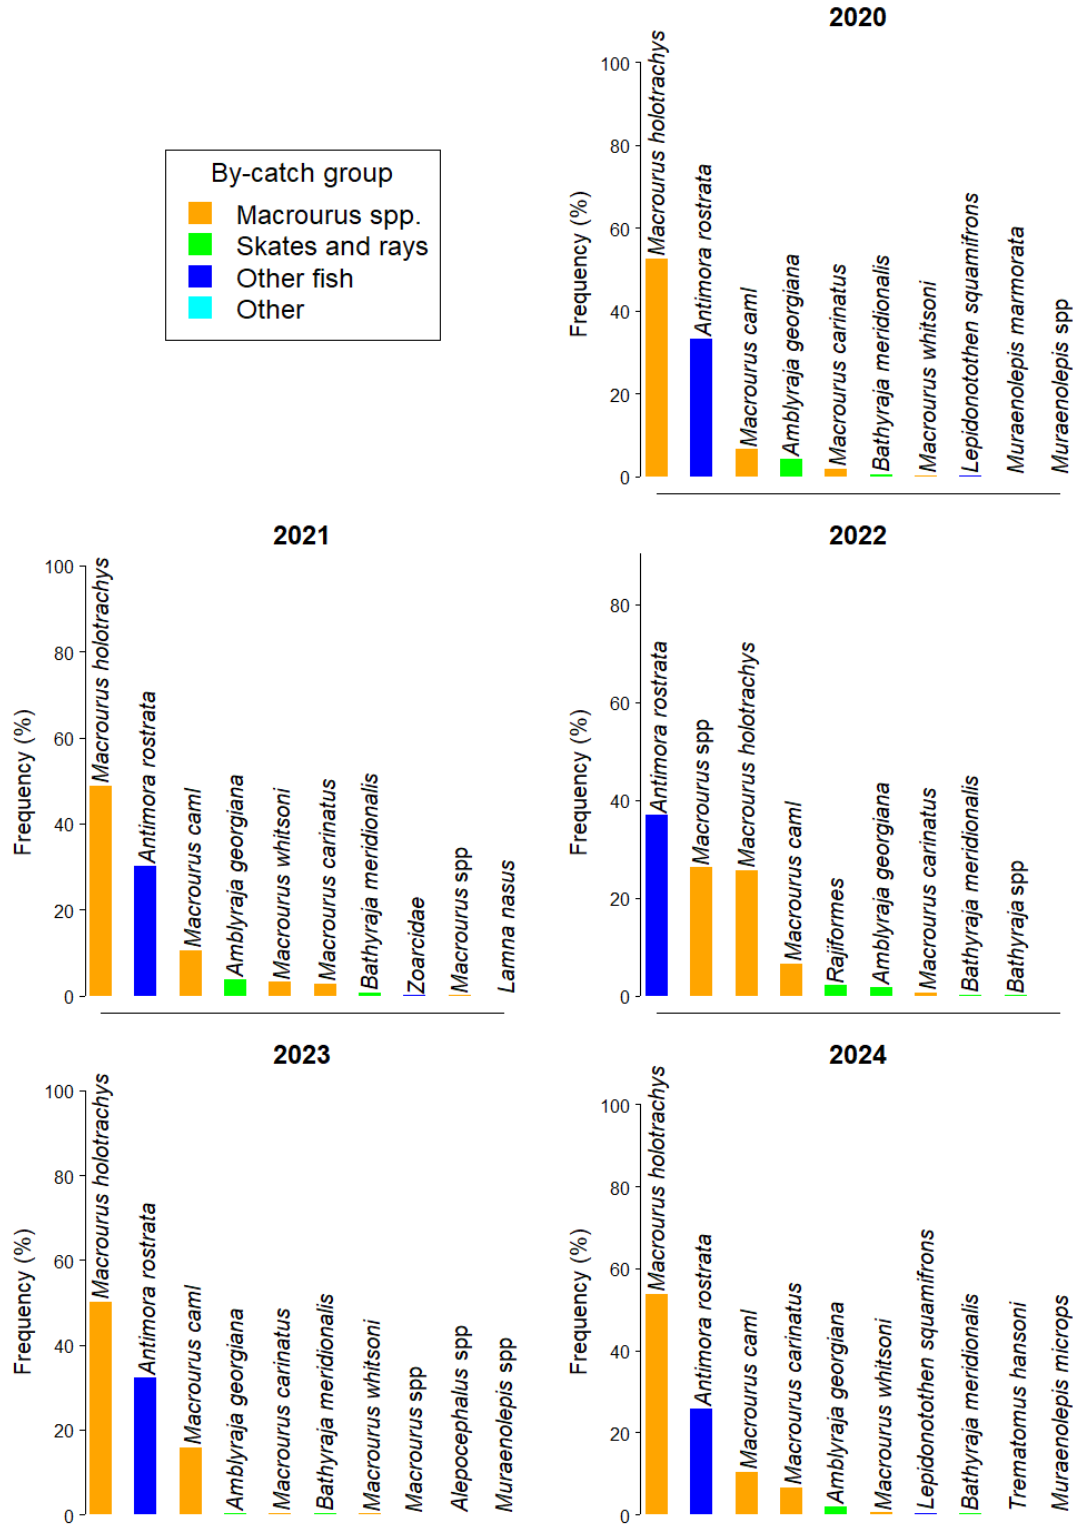 2020
By-catch group
Macrourus spp.
Skates and rays
Other fish
Other
Frequency (%)
100
80
60
40
20
0
Macrourus holotrachys
Antimora rostrata
Macrourus caml
Amblyraja georgiana
Macrourus carinatus
Bathyraja meridionalis
Macrourus whitsoni
Lepidonotothen squamifrons
Muraenolepis marmorata
Muraenolepis spp
2021
Frequency (%)
100
80
60
40
20
0
Macrourus holotrachys
Antimora rostrata
Macrourus caml
Amblyraja georgiana
Macrourus whitsoni
Macrourus carinatus
Bathyraja meridionalis
Zoarcidae
Macrourus spp
Lamna nasus
2022
Frequency (%)
80
60
40
20
0
Antimora rostrata
Macrourus spp
Macrourus holotrachys
Macrourus caml
Rajiformes
Amblyraja georgiana
Macrourus carinatus
Bathyraja meridionalis
Bathyraja spp
2023
Frequency (%)
100
80
60
40
20
0
Macrourus holotrachys
Antimora rostrata
Macrourus caml
Amblyraja georgiana
Macrourus carinatus
Bathyraja meridionalis
Macrourus whitsoni
Macrourus spp
Alepocephalus spp
Muraenolepis spp
2024
Frequency (%)
100
80
60
40
20
0
Macrourus holotrachys
Antimora rostrata
Macrourus caml
Macrourus carinatus
Amblyraja georgiana
Macrourus whitsoni
Lepidonotothen squamifrons
Bathyraja meridionalis
Trematomus hansoni
Muraenolepis microps